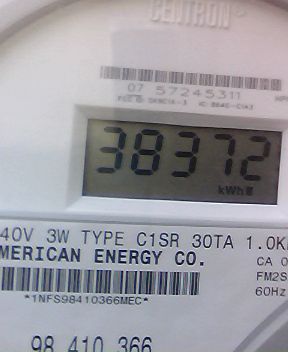 CENTRON®
07 57245311
38372
kWh
40V 3W TYPE C1SR 30TA 1.0K
MERICAN ENERGY CO.
CA 0
FM2S
60Hz
*1NFS98410366MEC*
98 410 366